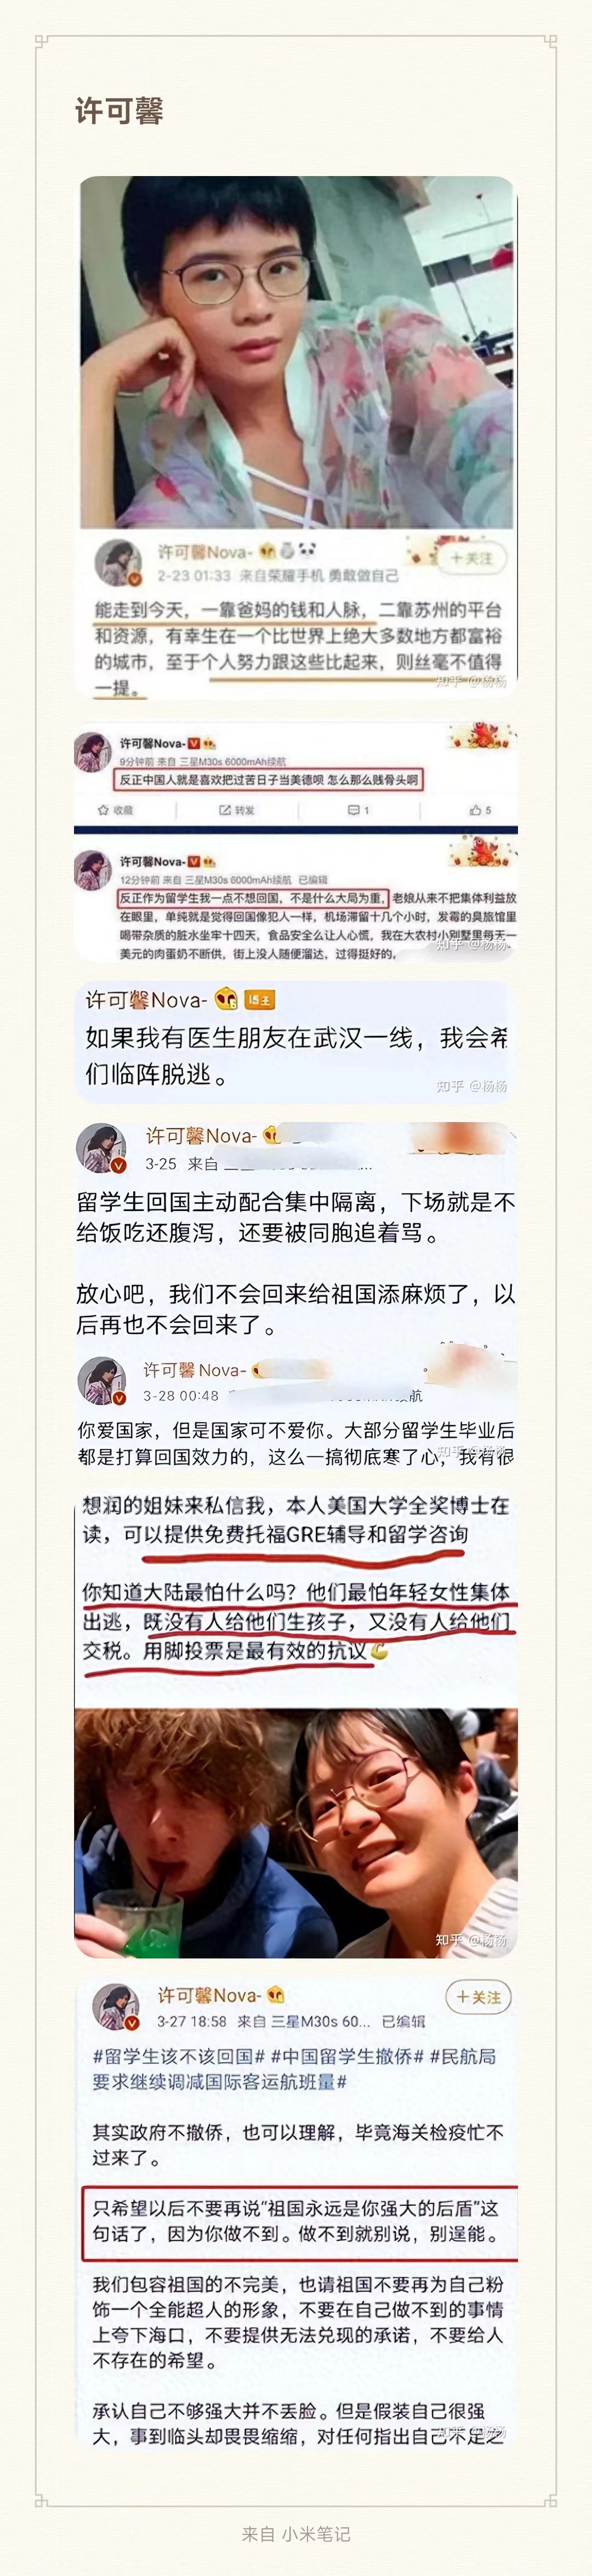 许可馨
许可馨Nova-
2-23 01:33 来自荣耀手机 勇敢做自己
十关注
能走到今天，一靠爸妈的钱和人脉，二靠苏州的平台
和资源，有幸生在一个比世界上绝大多数地方都富裕
的城市，至于个人努力跟这些比起来，则丝毫不值得
一提。
知乎 @杨杨
许可馨Nova-
9分钟前 来自 三星M30s 6000mAh续航
反正中国人就是喜欢把过苦日子当美德呗 怎么那么贱骨头啊
收藏 转发 1 5
许可馨Nova-
12分钟前 来自 三星M30s 6000mAh续航 已编辑
反正作为留学生我一点不想回国，不是什么大局为重，老娘从来不把集体利益放
在眼里，单纯就是觉得回国像犯人一样，机场滞留十几个小时，发霉的臭旅馆里
喝带杂质的脏水坐牢十四天，食品安全么让人心慌，我在大农村小别墅里每天一
美元的肉蛋奶不断供，街上没人随便溜达，过得挺好的，
知乎 @杨杨
许可馨Nova- 博主
如果我有医生朋友在武汉一线，我会希
们临阵脱逃。
知乎 @杨杨
许可馨Nova-
3-25 来自
留学生回国主动配合集中隔离，下场就是不
给饭吃还腹泻，还要被同胞追着骂。
放心吧，我们不会回来给祖国添麻烦了，以
后再也不会回来了。
许可馨 Nova-
3-28 00:48
你爱国家，但是国家可不爱你。大部分留学生毕业后
都是打算回国效力的，这么一搞彻底寒了心，我有很
知乎 @杨杨
想润的姐妹来私信我，本人美国大学全奖博士在
读，可以提供免费托福GRE辅导和留学咨询
你知道大陆最怕什么吗？他们最怕年轻女性集体
出逃，既没有人给他们生孩子，又没有人给他们
交税。用脚投票是最有效的抗议
知乎 @杨杨
许可馨Nova-
十关注
3-27 18:58 来自 三星M30s 60... 已编辑
#留学生该不该回国# #中国留学生撤侨# #民航局
要求继续调减国际客运航班量#
其实政府不撤侨，也可以理解，毕竟海关检疫忙不
过来了。
只希望以后不要再说“祖国永远是你强大的后盾”这
句话了，因为你做不到。做不到就别说，别逞能。
我们包容祖国的不完美，也请祖国不要再为自己粉
饰一个全能超人的形象，不要在自己做不到的事情
上夸下海口，不要提供无法兑现的承诺，不要给人
不存在的希望。
承认自己不够强大并不丢脸。但是假装自己很强
大，事到临头却畏畏缩缩，对任何指出自己不足之
知乎 @杨杨
来自 小米笔记